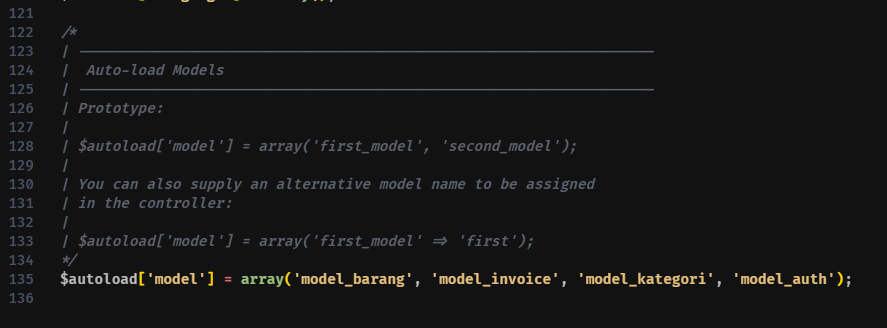 121
122 /*
123 | -------------------------------------------------------------------
124 |  Auto-load Models
125 | -------------------------------------------------------------------
126 | Prototype:
127 |
128 | $autoload['model'] = array('first_model', 'second_model');
129 |
130 | You can also supply an alternative model name to be assigned
131 | in the controller:
132 |
133 | $autoload['model'] = array('first_model' => 'first');
134 */
135 $autoload['model'] = array('model_barang', 'model_invoice', 'model_kategori', 'model_auth');
136